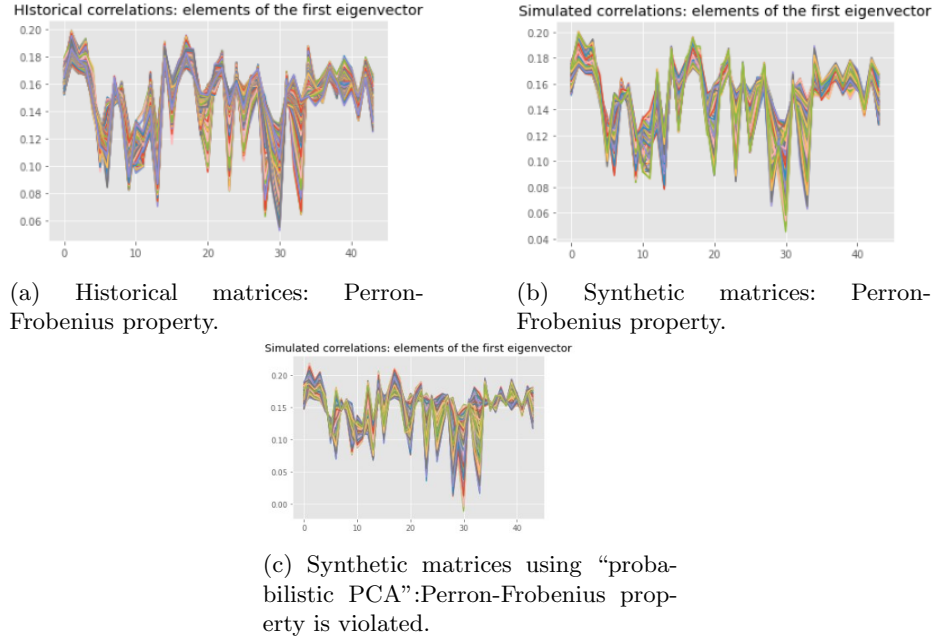 HIstorical correlations: elements of the first eigenvector
0.20
0.18
0.16
0.14
0.12
0.10
0.08
0.06
0 10 20 30 40
(a) Historical matrices: Perron-
Frobenius property.
Simulated correlations: elements of the first eigenvector
0.20
0.18
0.16
0.14
0.12
0.10
0.08
0.06
0.04
0 10 20 30 40
(b) Synthetic matrices: Perron-
Frobenius property.
Simulated correlations: elements of the first eigenvector
0.20
0.15
0.10
0.05
0.00
0 10 20 30 40
(c) Synthetic matrices using “proba-
bilistic PCA”:Perron-Frobenius prop-
erty is violated.